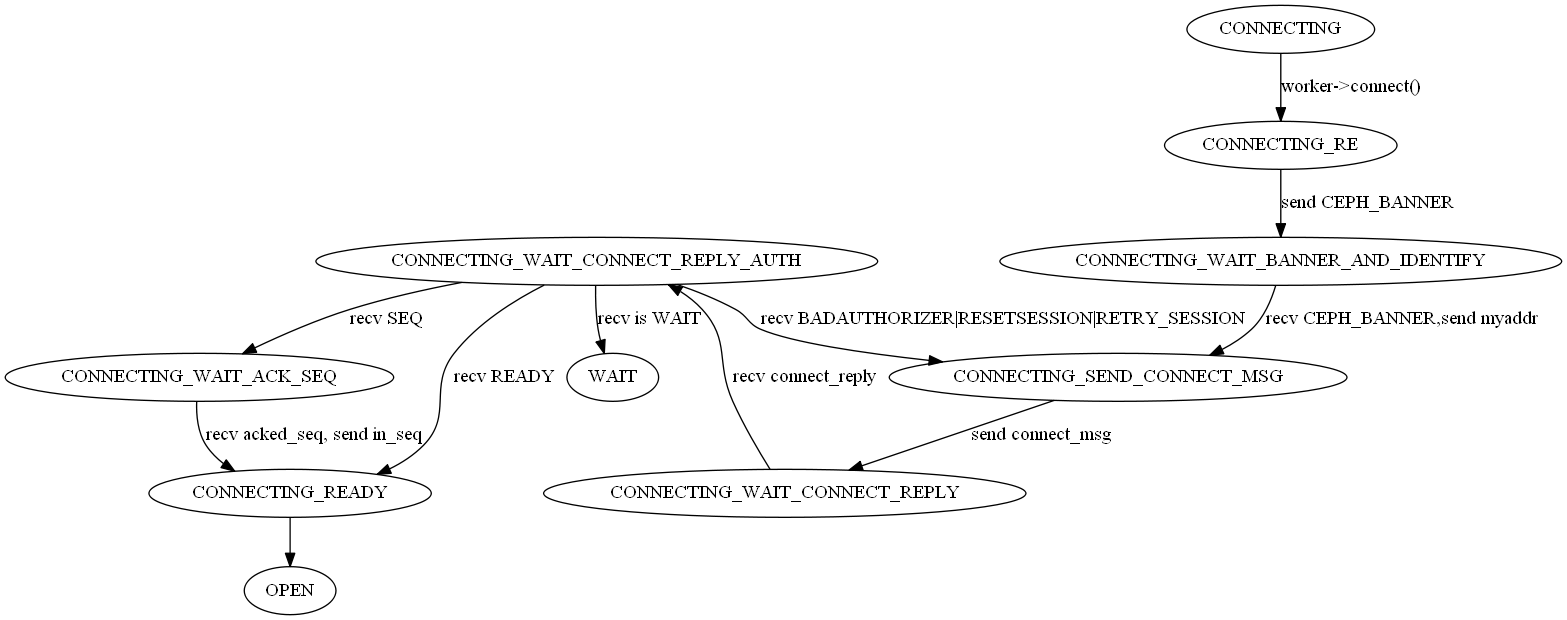 CONNECTING
worker->connect()
CONNECTING_RE
send CEPH_BANNER
CONNECTING_WAIT_CONNECT_REPLY_AUTH
CONNECTING_WAIT_BANNER_AND_IDENTIFY
recv SEQ
recv is WAIT
recv BADAUTHORIZER|RESETSESSION|RETRY_SESSION
recv CEPH_BANNER,send myaddr
CONNECTING_WAIT_ACK_SEQ
recv READY
WAIT
recv connect_reply
CONNECTING_SEND_CONNECT_MSG
recv acked_seq, send in_seq
send connect_msg
CONNECTING_READY
CONNECTING_WAIT_CONNECT_REPLY
OPEN